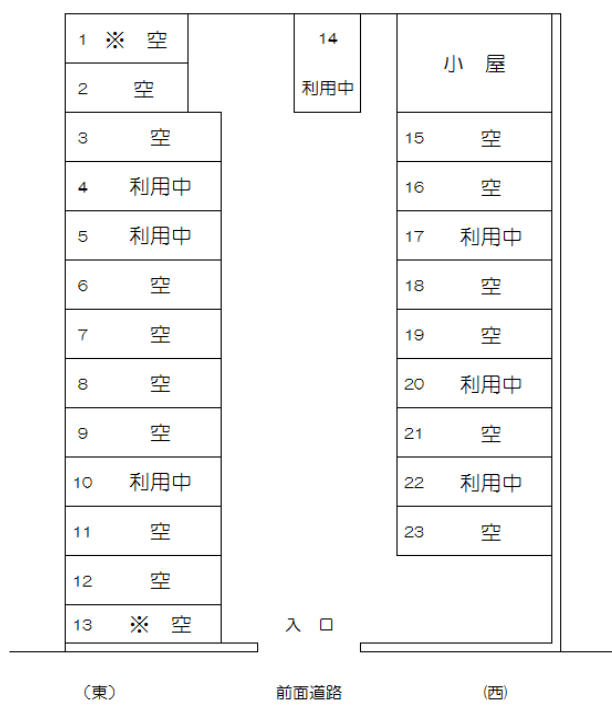 1 ※ 空
2 空
3 空
4 利用中
5 利用中
6 空
7 空
8 空
9 空
10 利用中
11 空
12 空
13 ※ 空
14
利用中
小 屋
15 空
16 空
17 利用中
18 空
19 空
20 利用中
21 空
22 利用中
23 空
入 口
（東） 前面道路 （西）